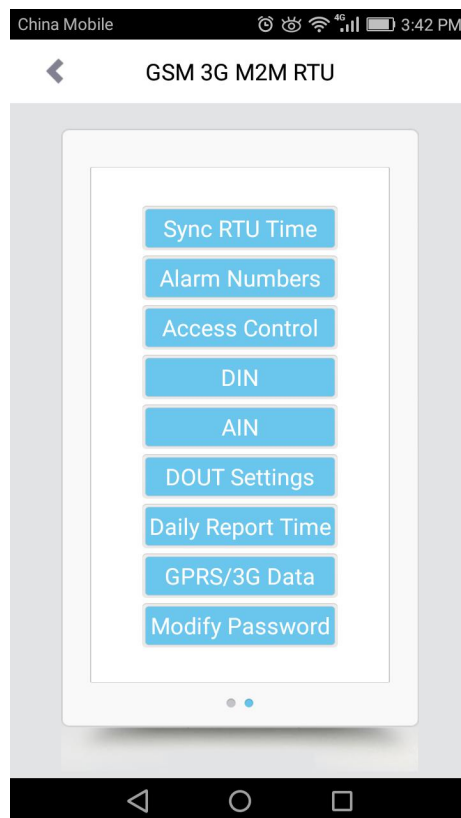 China Mobile 4G 3:42 PM
GSM 3G M2M RTU
Sync RTU Time
Alarm Numbers
Access Control
DIN
AIN
DOUT Settings
Daily Report Time
GPRS/3G Data
Modify Password